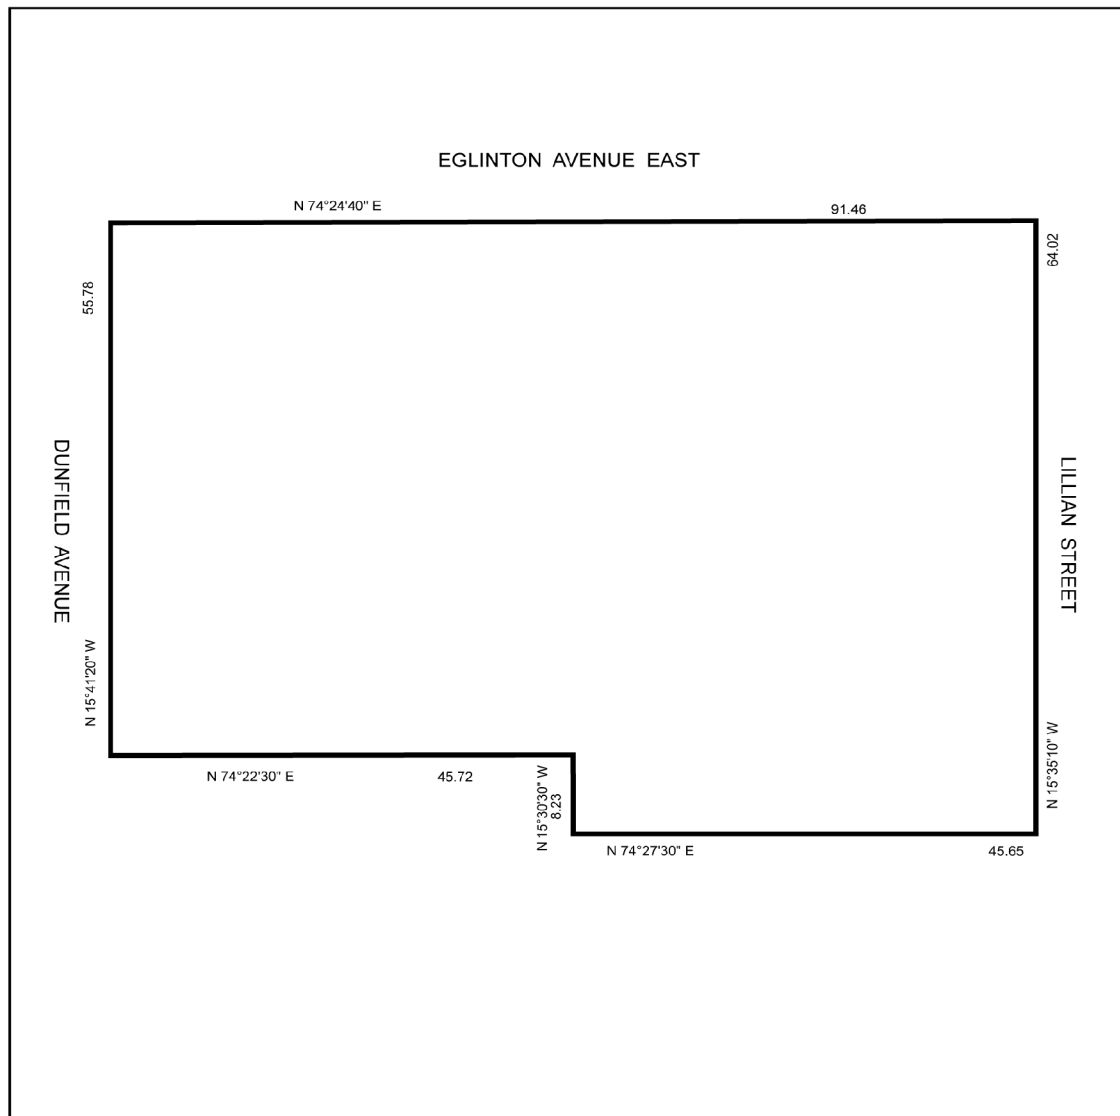 EGLINTON AVENUE EAST
N 74°24'40" E
91.46
64.02
55.78
DUNFIELD AVENUE
LILLIAN STREET
N 15°41'20" W
N 15°35'10" W
N 74°22'30" E
45.72
N 15°30'30" W
8.23
N 74°27'30" E
45.65